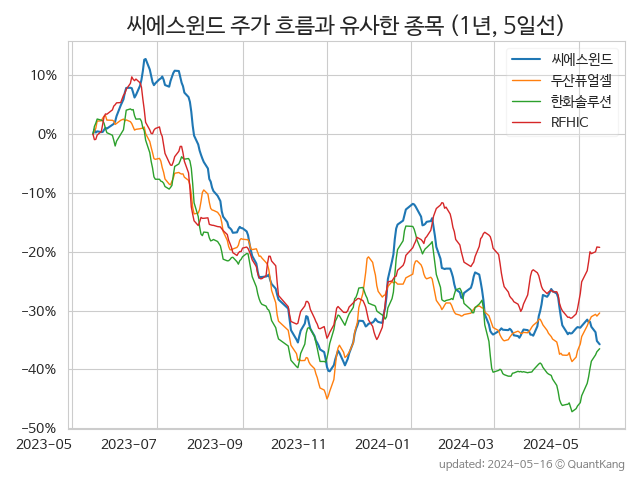 씨에스윈드 주가 흐름과 유사한 종목 (1년, 5일선)
씨에스윈드
두산퓨얼셀
한화솔루션
RFHIC
10%
0%
−10%
−20%
−30%
−40%
−50%
2023-05
2023-07
2023-09
2023-11
2024-01
2024-03
2024-05
updated: 2024-05-16 © QuantKang